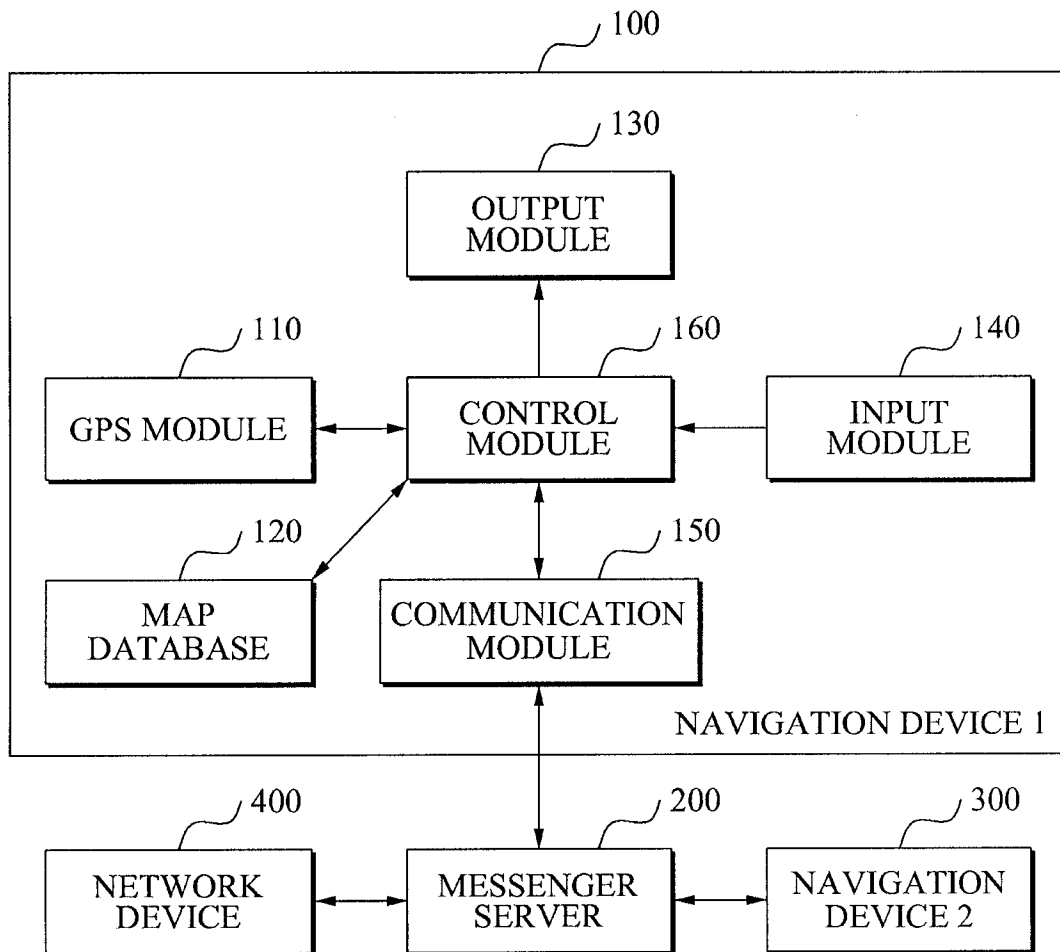 100
130
OUTPUT
MODULE
110
160
140
GPS MODULE
CONTROL
MODULE
INPUT
MODULE
120
150
MAP
DATABASE
COMMUNICATION
MODULE
NAVIGATION DEVICE 1
400
200
300
NETWORK
DEVICE
MESSENGER
SERVER
NAVIGATION
DEVICE 2